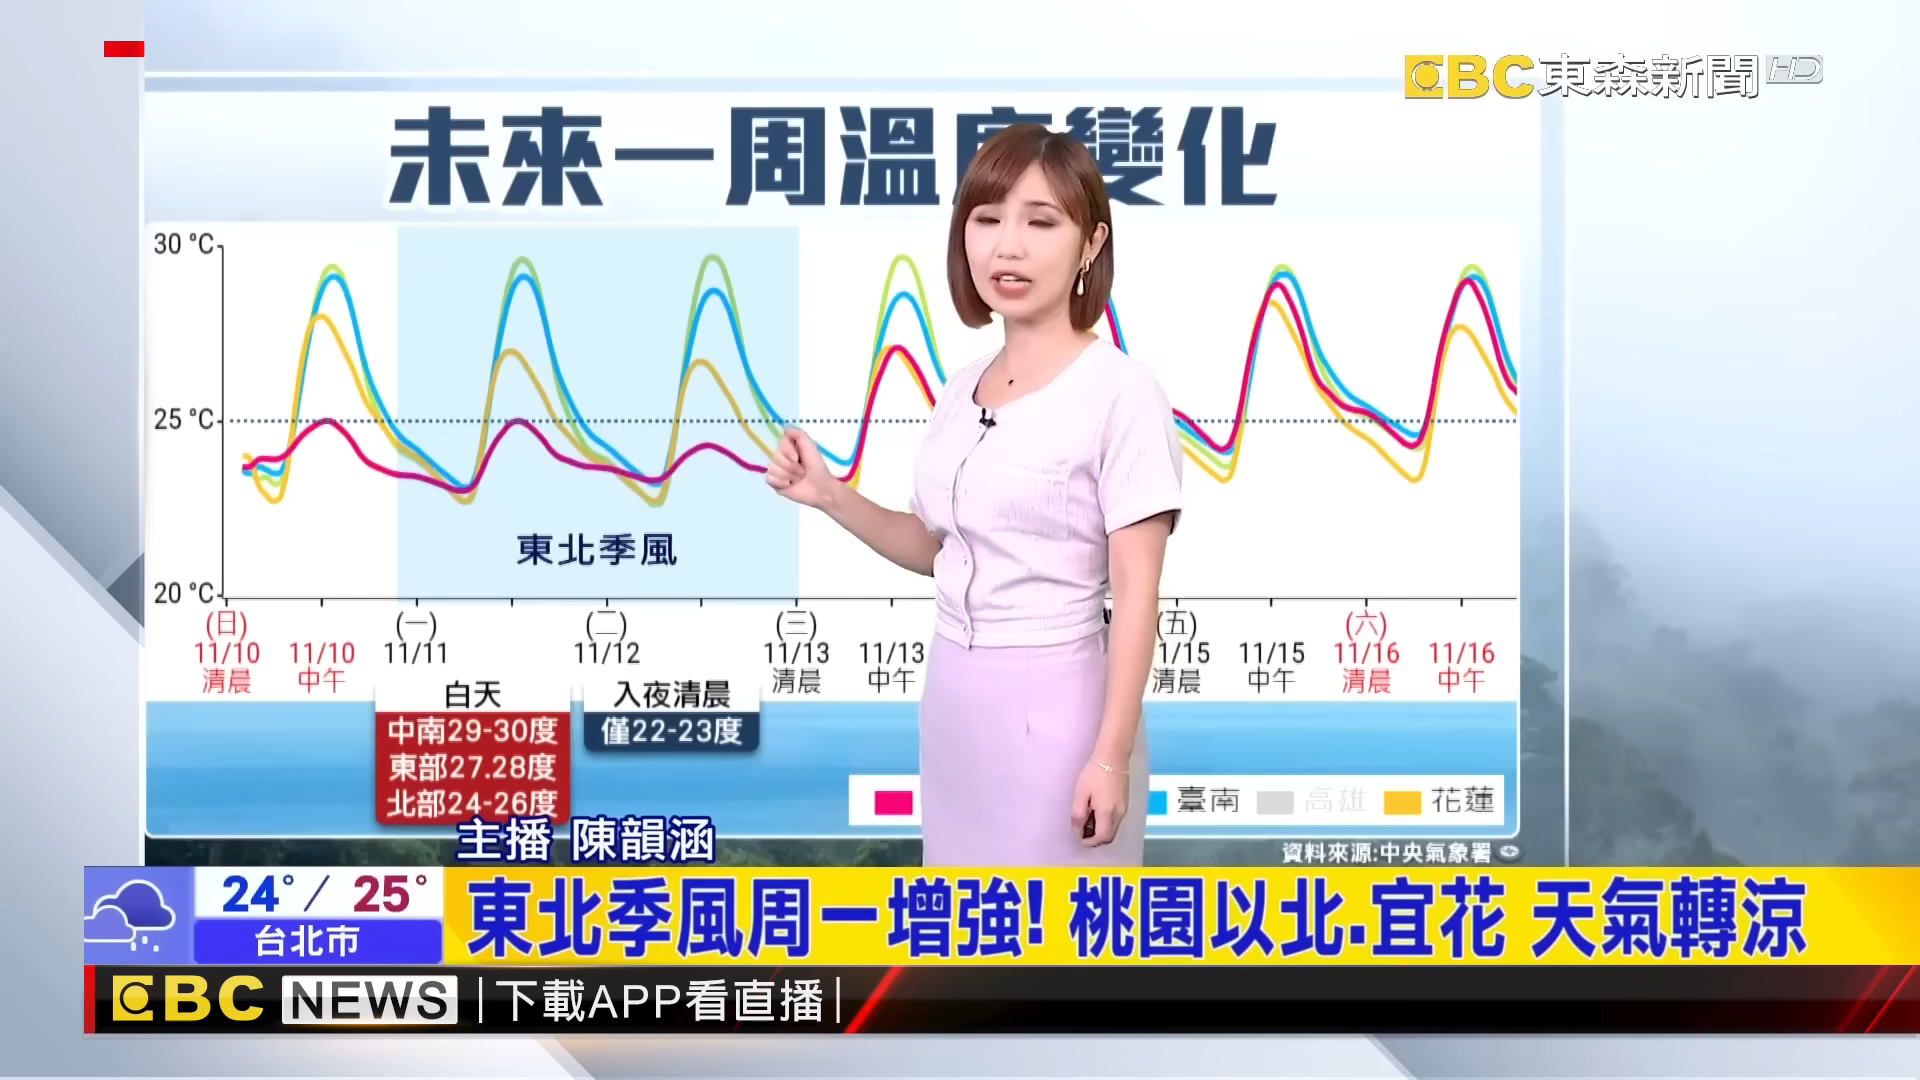 EBC東森新聞HD
未來一周溫度變化
30 °C
25 °C
20 °C
東北季風
(日) (一) (二) (三) (五) (六)
11/10 11/10 11/11 11/12 11/13 11/13 1/15 11/15 11/16 11/16
清晨 中午 清晨 中午 清晨 中午 清晨 中午
白天
中南29-30度
東部27.28度
北部24-26度
入夜清晨
僅22-23度
臺南 高雄 花蓮
資料來源:中央氣象署
主播 陳韻涵
24°/ 25°
台北市
東北季風周一增強! 桃園以北.宜花 天氣轉涼
EBC NEWS |下載APP看直播|